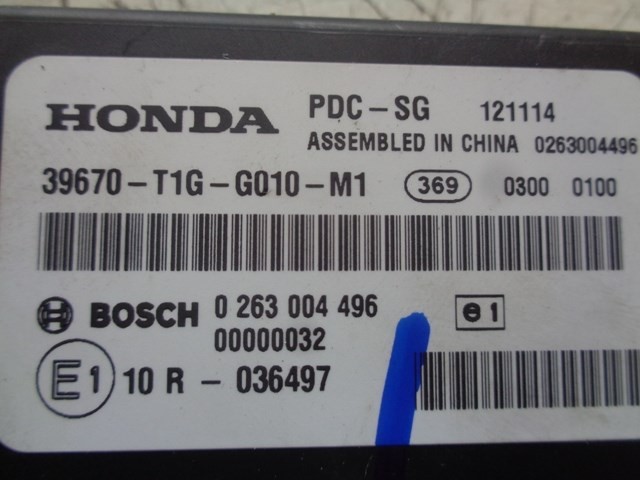 HONDA PDC-SG 121114
ASSEMBLED IN CHINA 0263004496
39670-T1G-G010-M1 369 0300 0100
BOSCH 0 263 004 496 e1
00000032
E1 10 R - 036497